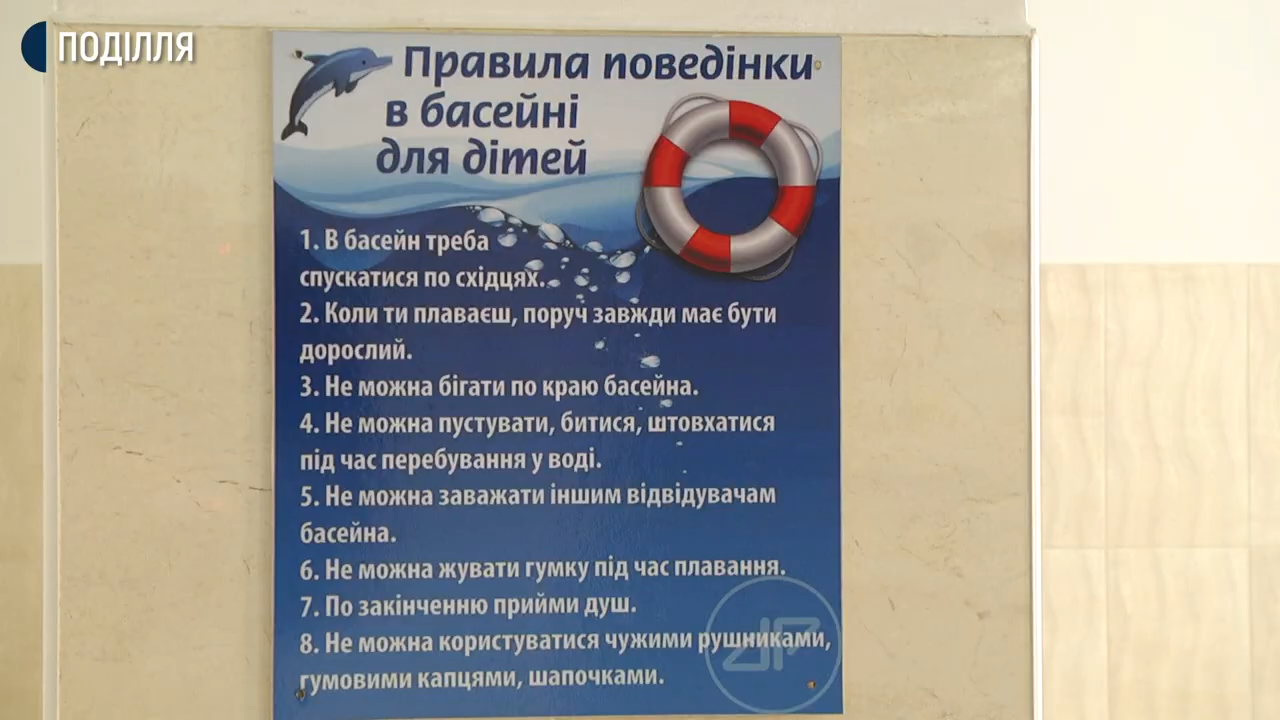 ПОДІЛЛЯ
Правила поведінки
в басейні
для дітей
1. В басейн треба
спускатися по східцях.
2. Коли ти плаваєш, поруч завжди має бути
дорослий.
3. Не можна бігати по краю басейна.
4. Не можна пустувати, битися, штовхатися
під час перебування у воді.
5. Не можна заважати іншим відвідувачам
басейна.
6. Не можна жувати гумку під час плавання.
7. По закінченню прийми душ.
8. Не можна користуватися чужими рушниками,
гумовими капцями, шапочками.